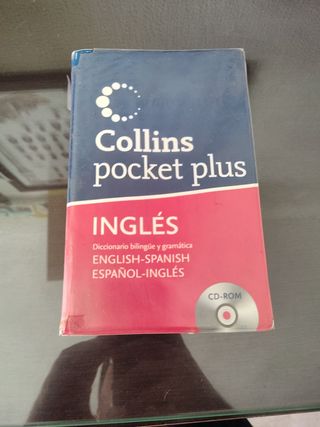 Collins
pocket plus
INGLÉS
Diccionario bilingüe y gramática
ENGLISH-SPANISH
ESPAÑOL-INGLÉS
CD-ROM